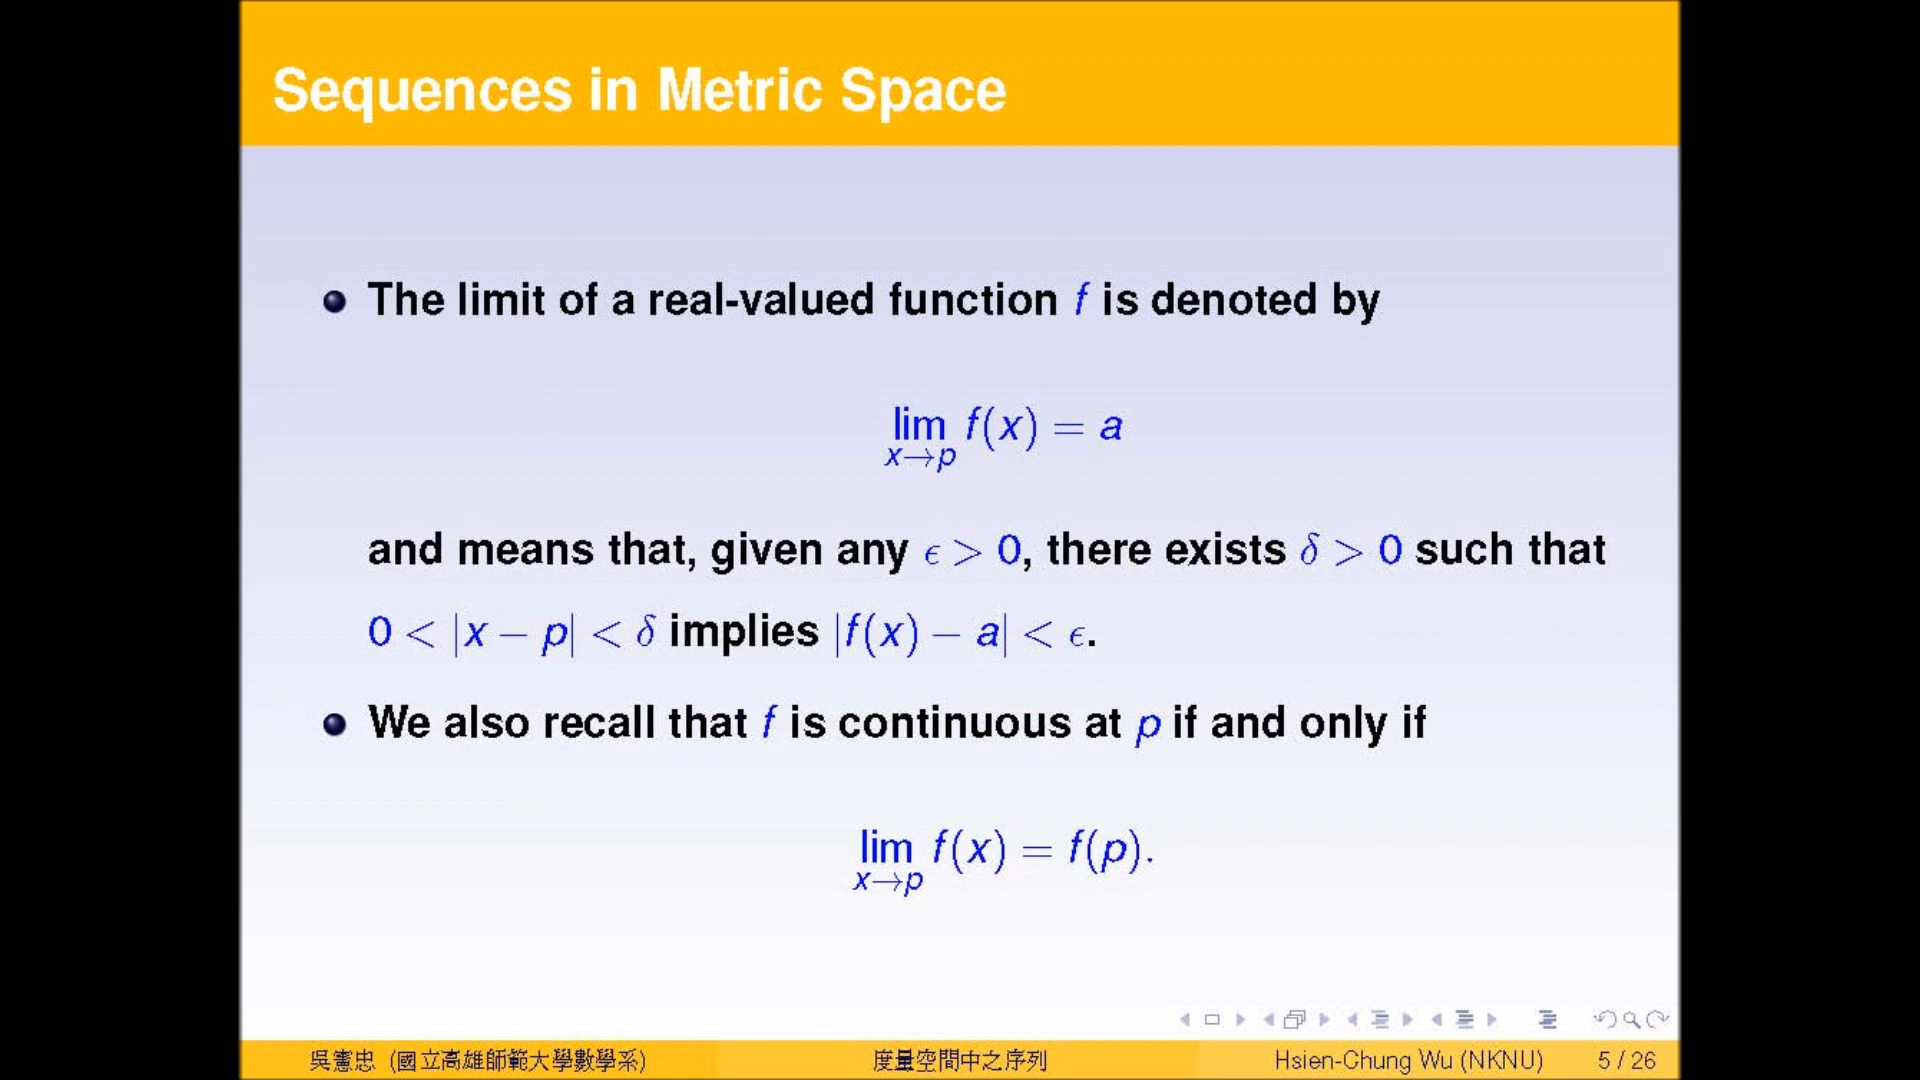 Sequences in Metric Space
The limit of a real-valued function f is denoted by
lim f(x) = a
x→p
and means that, given any ϵ > 0, there exists δ > 0 such that
0 < |x − p| < δ implies |f(x) − a| < ϵ.
We also recall that f is continuous at p if and only if
lim f(x) = f(p).
x→p
吳憲忠 (國立高雄師範大學數學系) 度量空間中之序列 Hsien-Chung Wu (NKNU) 5 / 26